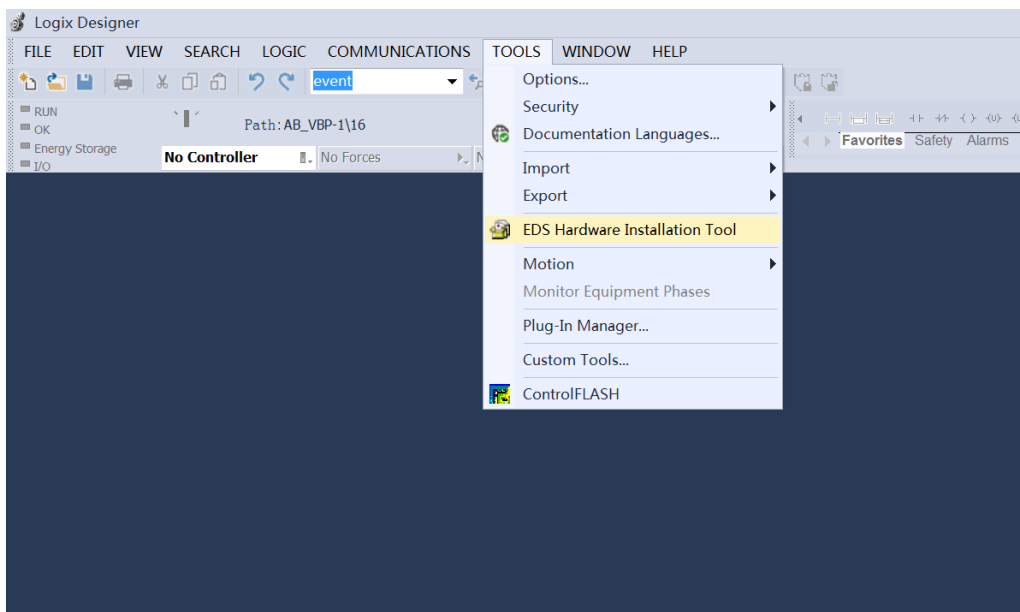 Logix Designer
FILE EDIT VIEW SEARCH LOGIC COMMUNICATIONS TOOLS WINDOW HELP
event
RUN
OK
Energy Storage
I/O
Path: AB_VBP-1\16
No Controller
No Forces
N
Favorites Safety Alarms
Options...
Security
Documentation Languages...
Import
Export
EDS Hardware Installation Tool
Motion
Monitor Equipment Phases
Plug-In Manager...
Custom Tools...
ControlFLASH